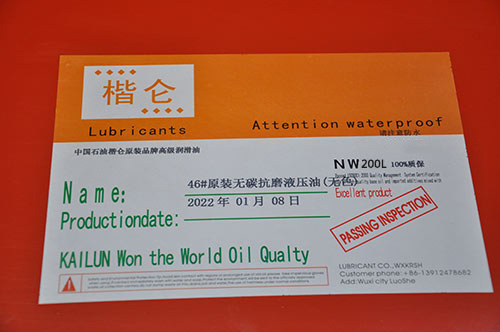 楷仑
Lubricants
Attention waterproof
请注意防水
中国石油楷仑原装品牌高级润滑油
NW200L 100%质保
Name: 46#原装无碳抗磨液压油(无色)
Excellent product
Productiondate: 2022 年 01 月 08 日
PASSING INSPECTION
KAILUN Won the World Oil Qualty
LUBRICANT CO.,WXKRSH
Customer phone: +86-13912478682
Add:Wuxi city LuoShe